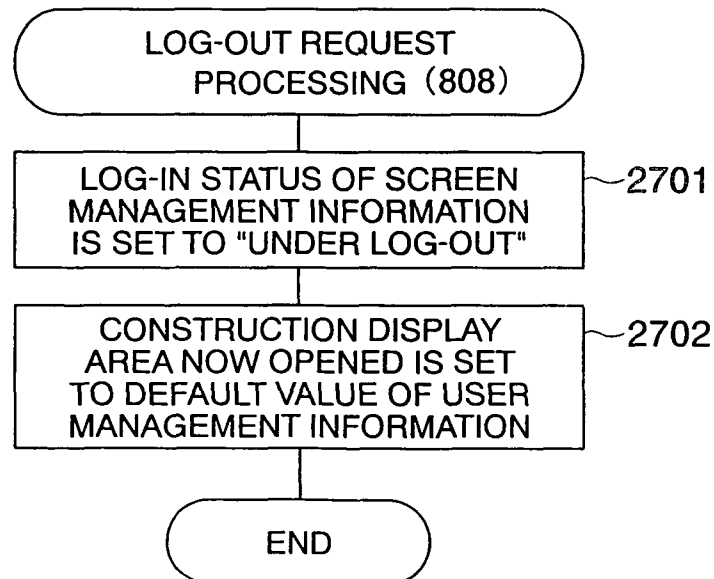 LOG-OUT REQUEST
PROCESSING (808)
LOG-IN STATUS OF SCREEN
MANAGEMENT INFORMATION
IS SET TO "UNDER LOG-OUT"
2701
CONSTRUCTION DISPLAY
AREA NOW OPENED IS SET
TO DEFAULT VALUE OF USER
MANAGEMENT INFORMATION
2702
END